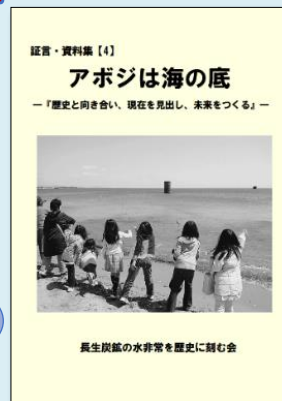 証言・資料集【4】
アボジは海の底
―『歴史と向き合い、現在を見出し、未来をつくる』―
長生炭鉱の水非常を歴史に刻む会